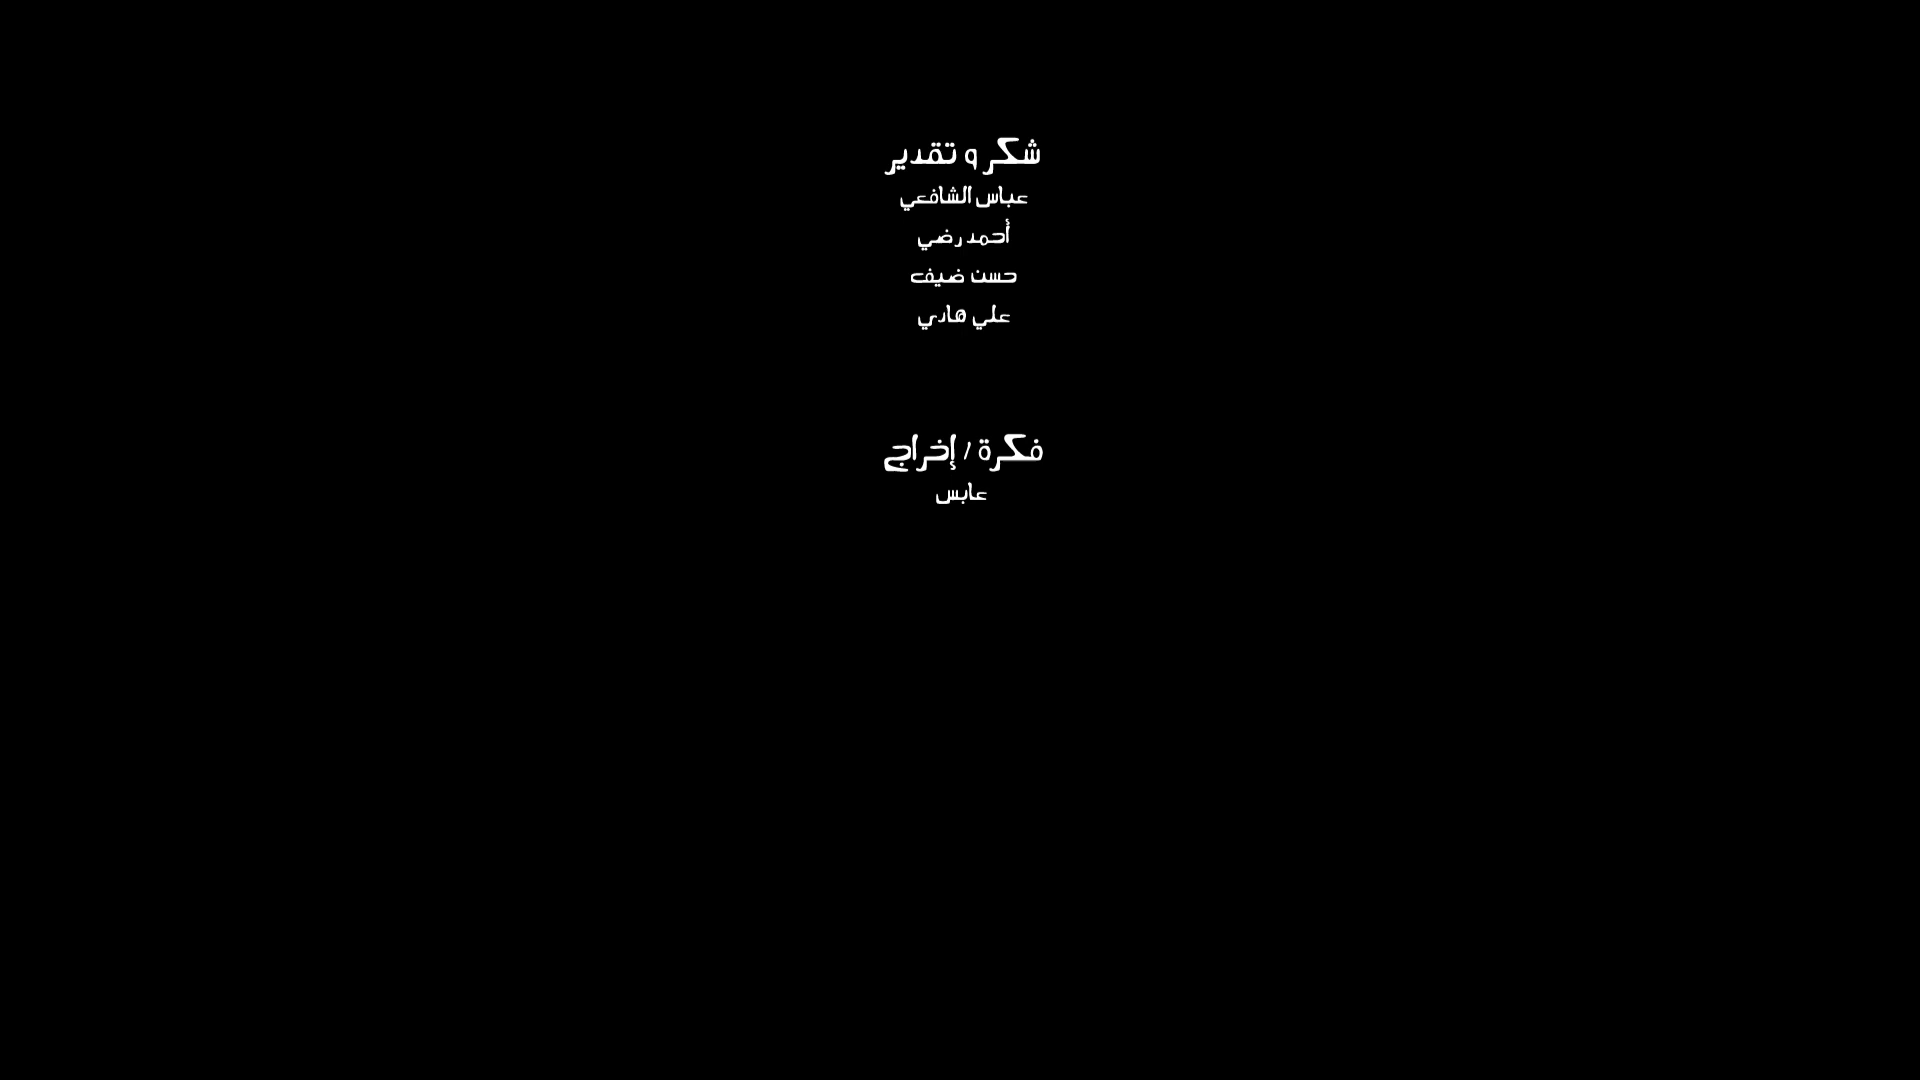 شكر و تقدير
عباس الشافعي
أحمد رضي
حسن ضيف
علي هادي
فكرة / إخراج
عابس